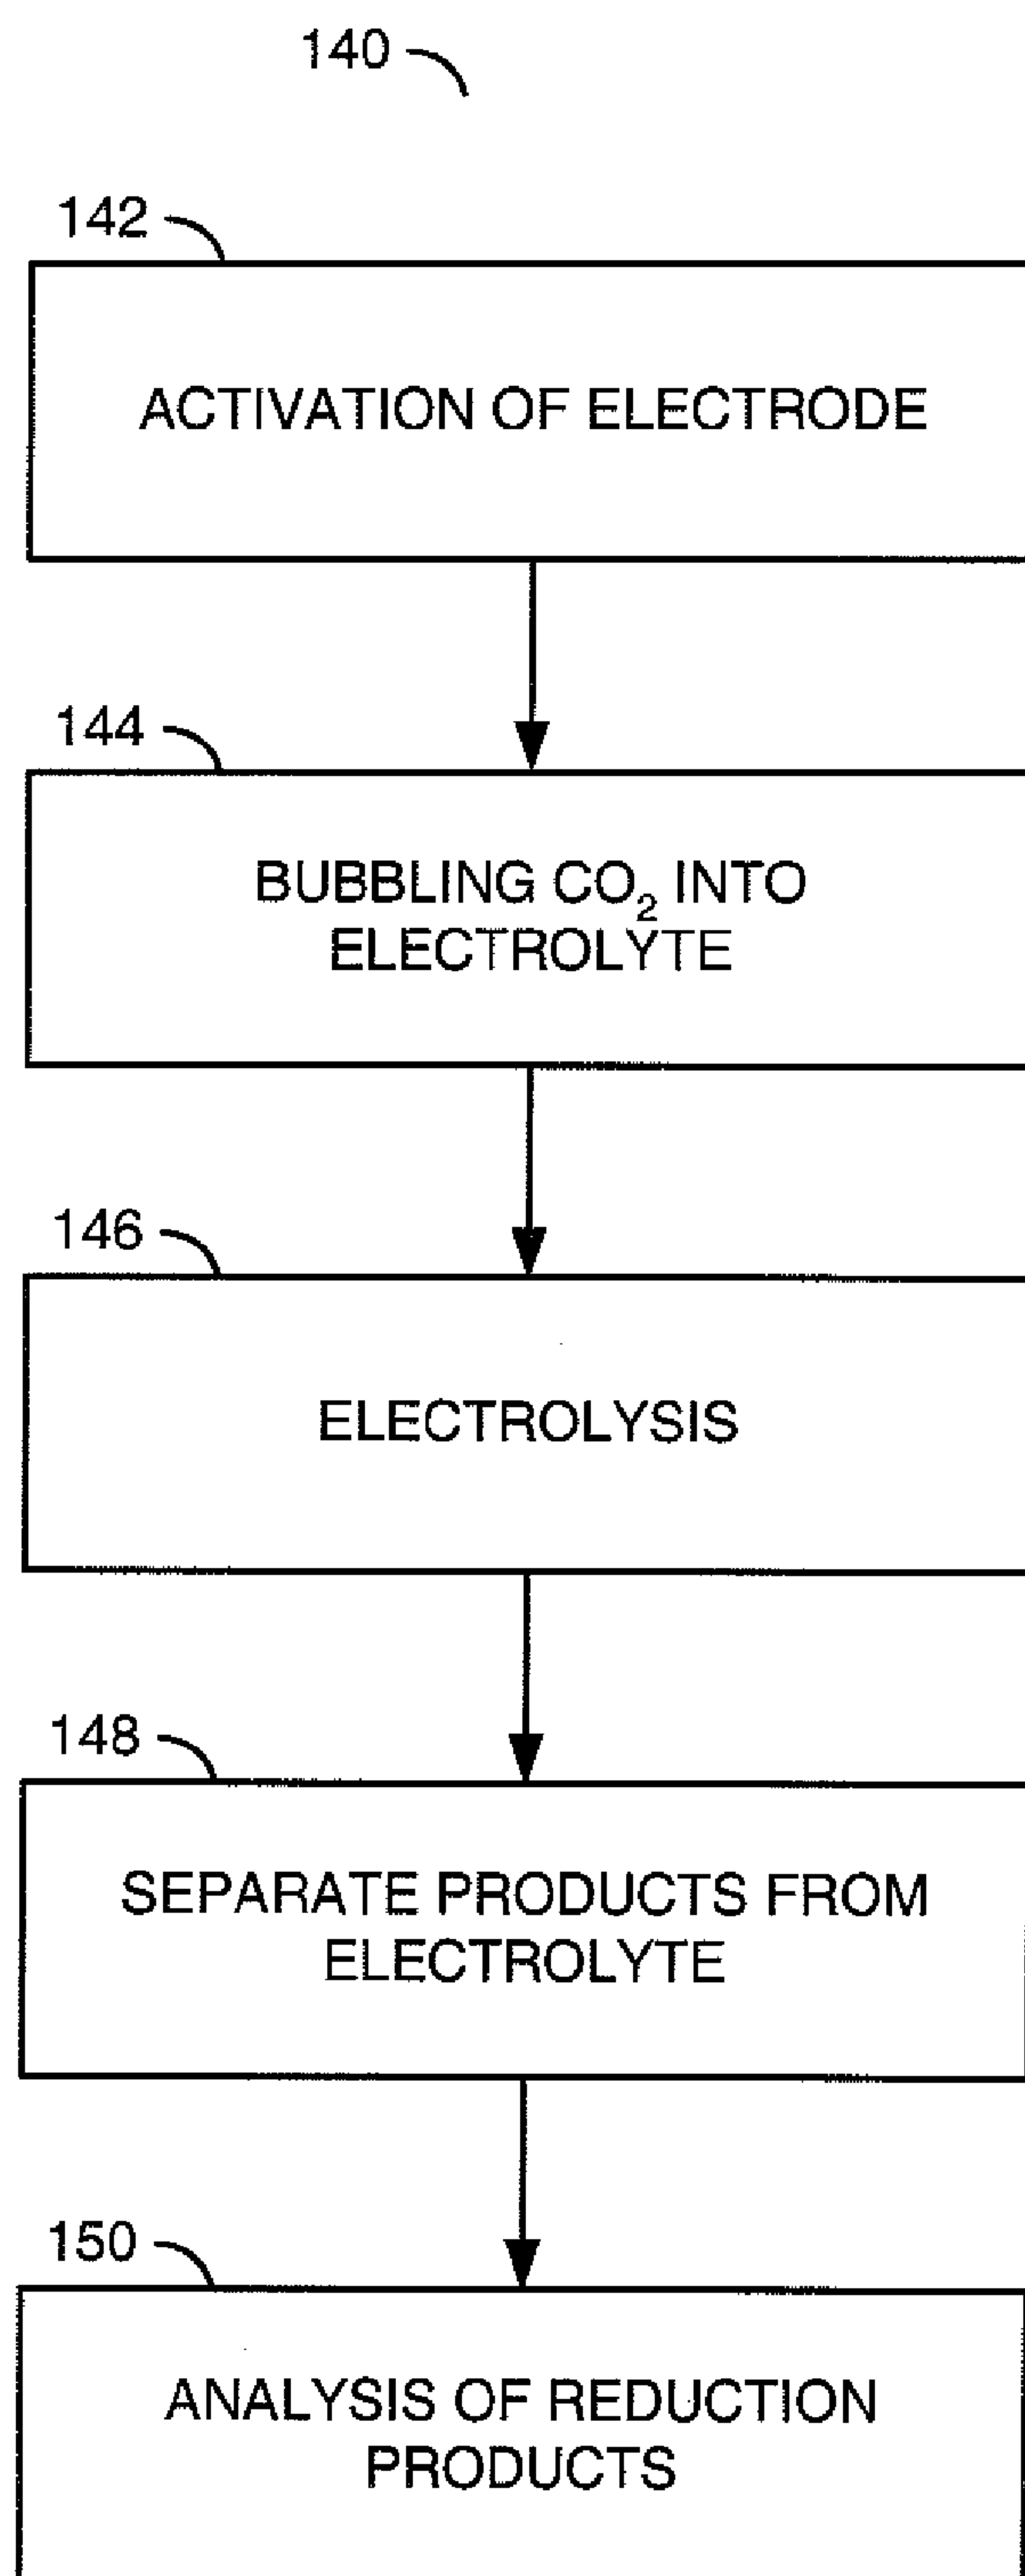 140
142
ACTIVATION OF ELECTRODE
144
BUBBLING CO₂ INTO
ELECTROLYTE
146
ELECTROLYSIS
148
SEPARATE PRODUCTS FROM
ELECTROLYTE
150
ANALYSIS OF REDUCTION
PRODUCTS